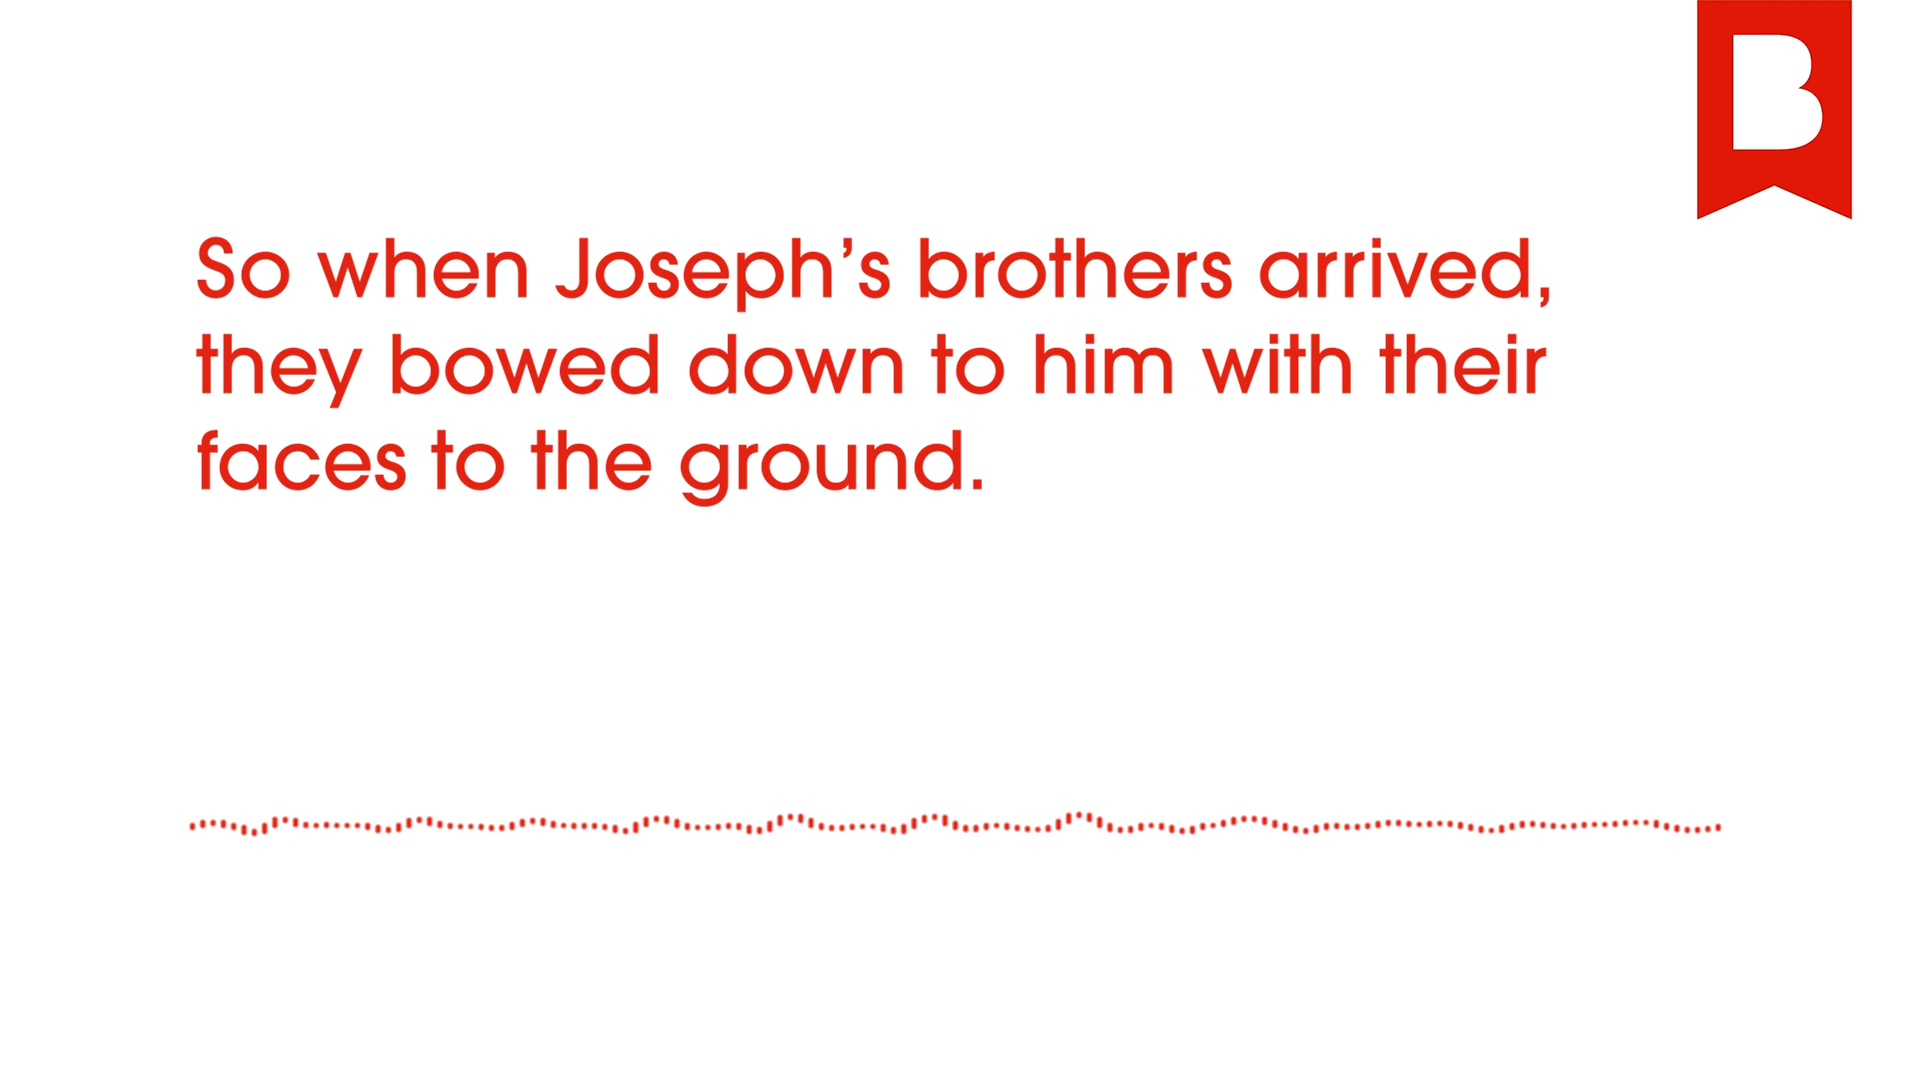 B
So when Joseph’s brothers arrived,
they bowed down to him with their
faces to the ground.